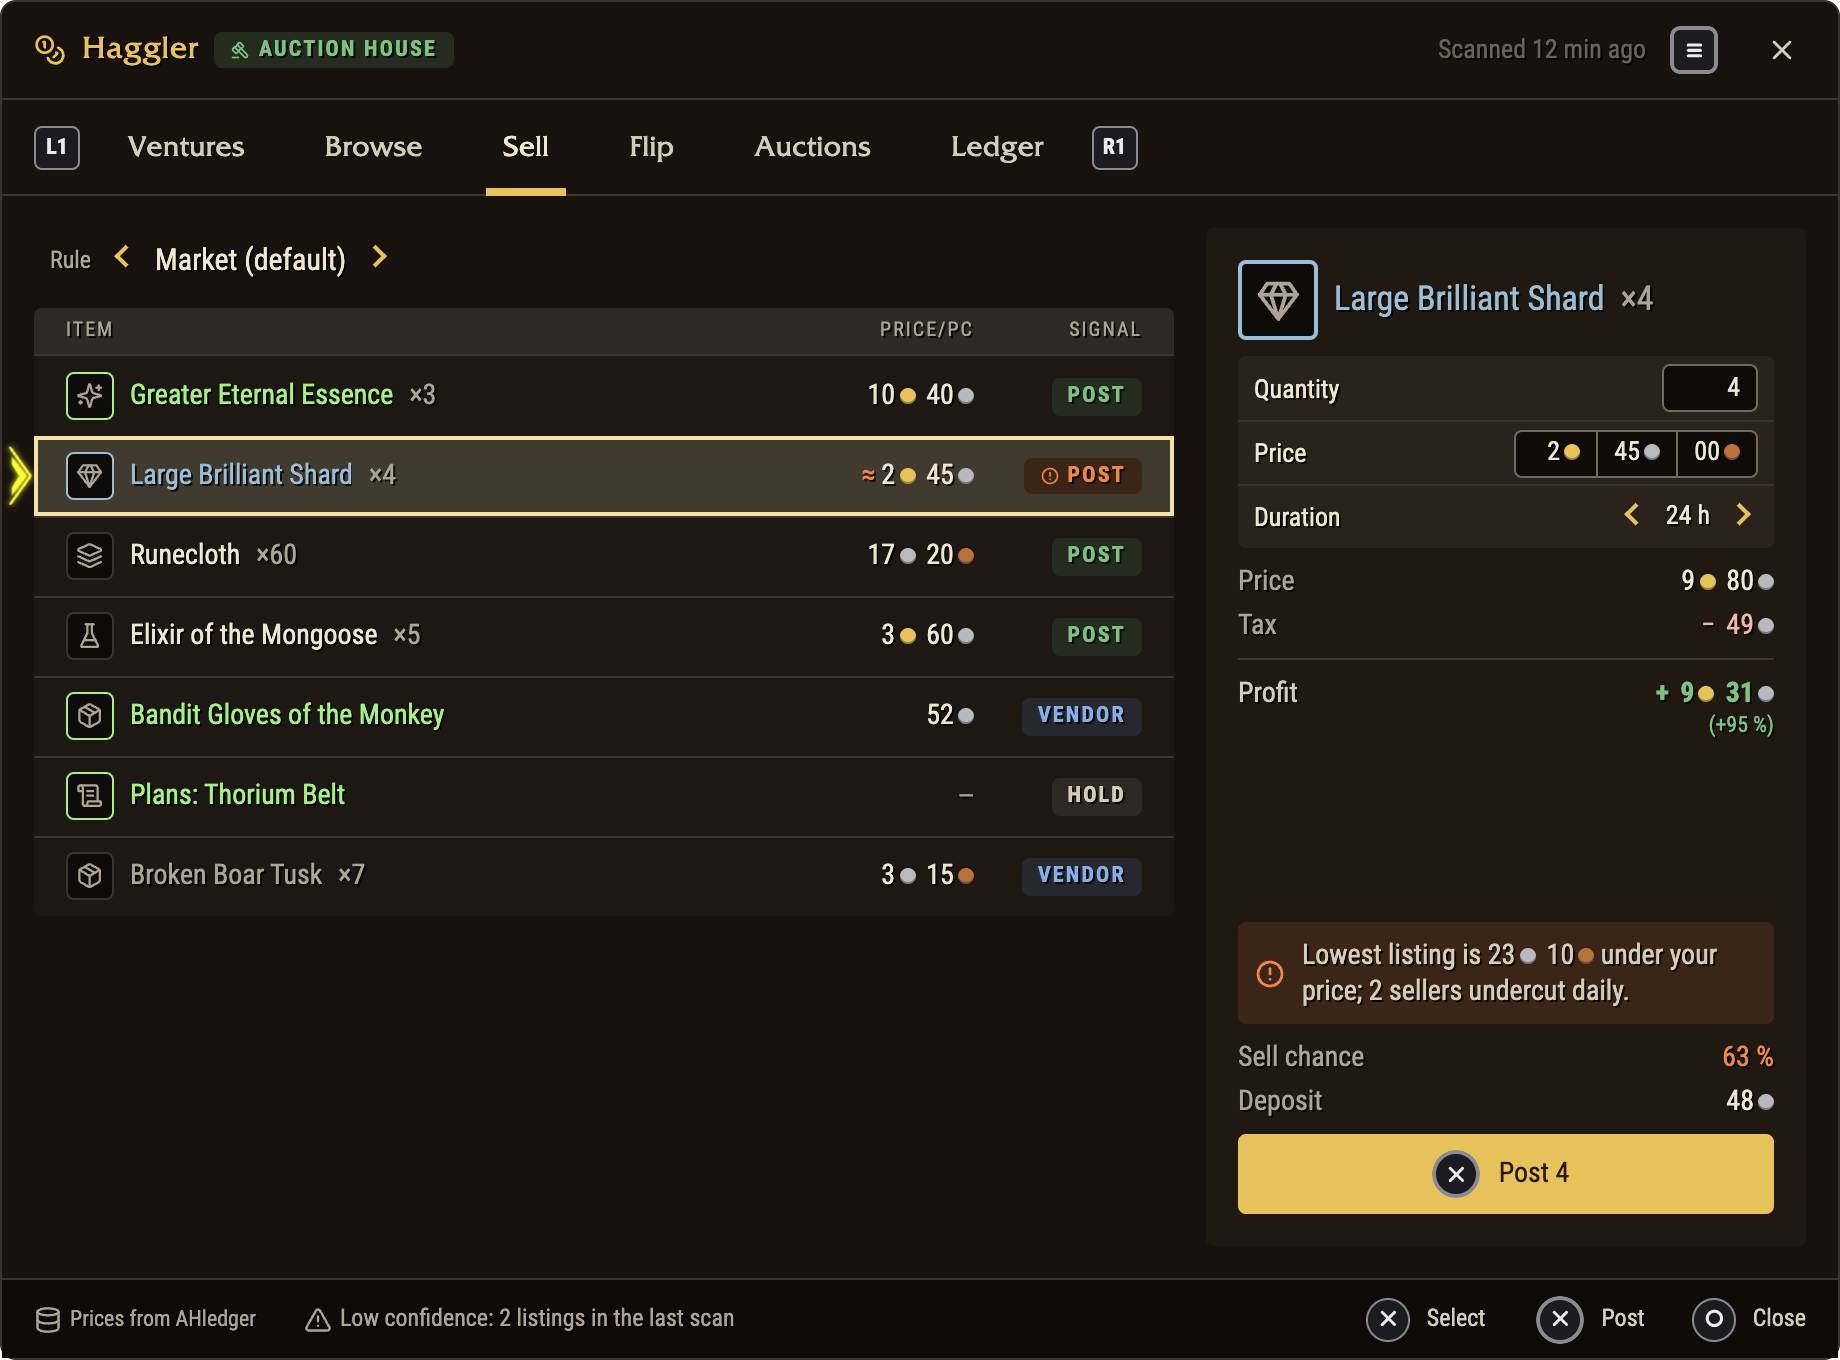 Haggler
AUCTION HOUSE
Scanned 12 min ago
L1
Ventures
Browse
Sell
Flip
Auctions
Ledger
R1
Rule
Market (default)
ITEM PRICE/PC SIGNAL
Greater Eternal Essence ×3 10 40 POST
Large Brilliant Shard ×4 ≈ 2 45 POST
Runecloth ×60 17 20 POST
Elixir of the Mongoose ×5 3 60 POST
Bandit Gloves of the Monkey 52 VENDOR
Plans: Thorium Belt – HOLD
Broken Boar Tusk ×7 3 15 VENDOR
Large Brilliant Shard ×4
Quantity 4
Price 2 45 00
Duration 24 h
Price 9 80
Tax − 49
Profit + 9 31
(+95 %)
Lowest listing is 23 10 under your
price; 2 sellers undercut daily.
Sell chance 63 %
Deposit 48
Post 4
Prices from AHledger
Low confidence: 2 listings in the last scan
Select
Post
Close